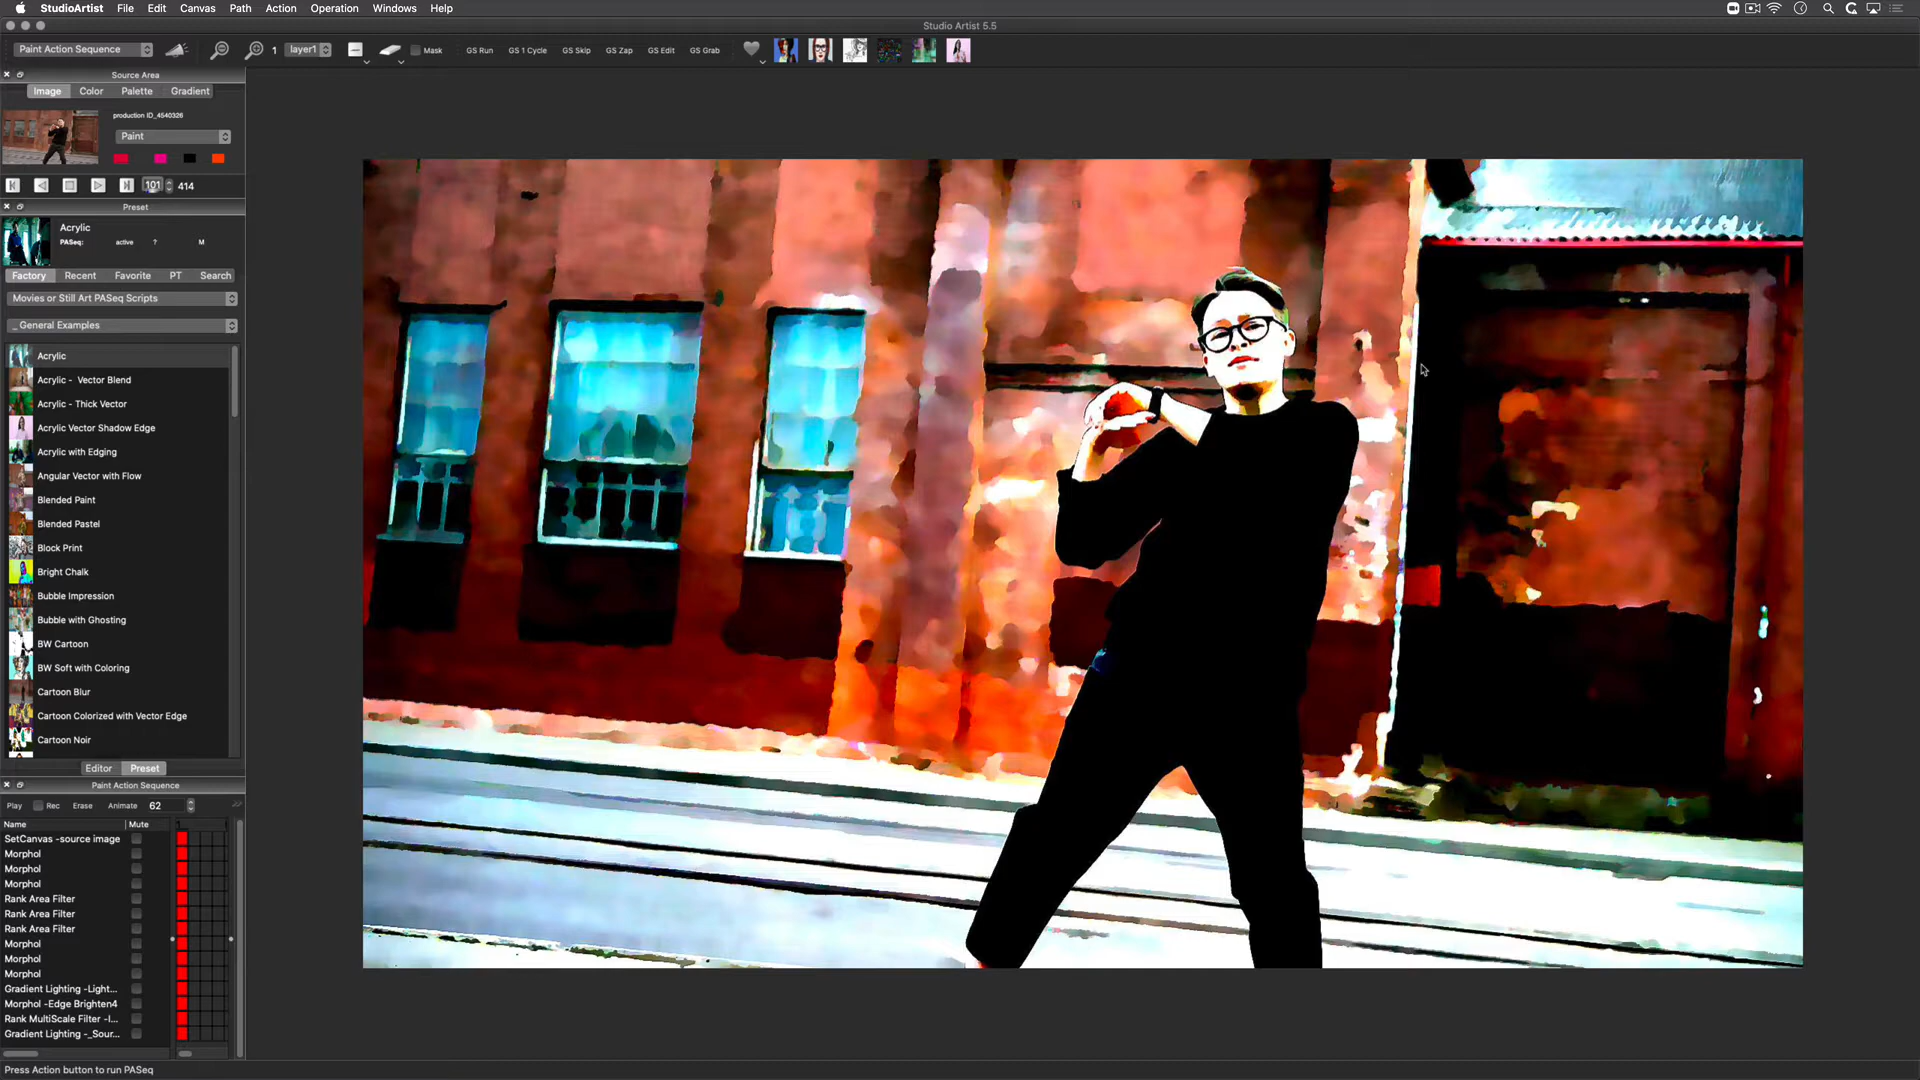 StudioArtist File Edit Canvas Path Action Operation Windows Help
Studio Artist 5.5
Paint Action Sequence 1 layer1 Mask GS Run GS 1 Cycle GS Skip GS Zap GS Edit GS Grab
Source Area
Image Color Palette Gradient
production ID_4540326
Paint
101 414
Preset
Acrylic
PASeq: active ? M
Factory Recent Favorite PT Search
Movies or Still Art PASeq Scripts
_ General Examples
Acrylic
Acrylic - Vector Blend
Acrylic - Thick Vector
Acrylic Vector Shadow Edge
Acrylic with Edging
Angular Vector with Flow
Blended Paint
Blended Pastel
Block Print
Bright Chalk
Bubble Impression
Bubble with Ghosting
BW Cartoon
BW Soft with Coloring
Cartoon Blur
Cartoon Colorized with Vector Edge
Cartoon Noir
Editor Preset
Paint Action Sequence
Play Rec Erase Animate 62
Name Mute
SetCanvas -source image
Morphol
Morphol
Morphol
Rank Area Filter
Rank Area Filter
Rank Area Filter
Morphol
Morphol
Morphol
Gradient Lighting -Light...
Morphol -Edge Brighten4
Rank MultiScale Filter -I...
Gradient Lighting -_Sour...
Press Action button to run PASeq